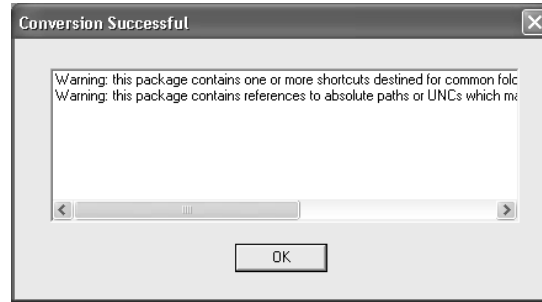 Conversion Successful
Warning: this package contains one or more shortcuts destined for common fold
Warning: this package contains references to absolute paths or UNCs which ma
OK